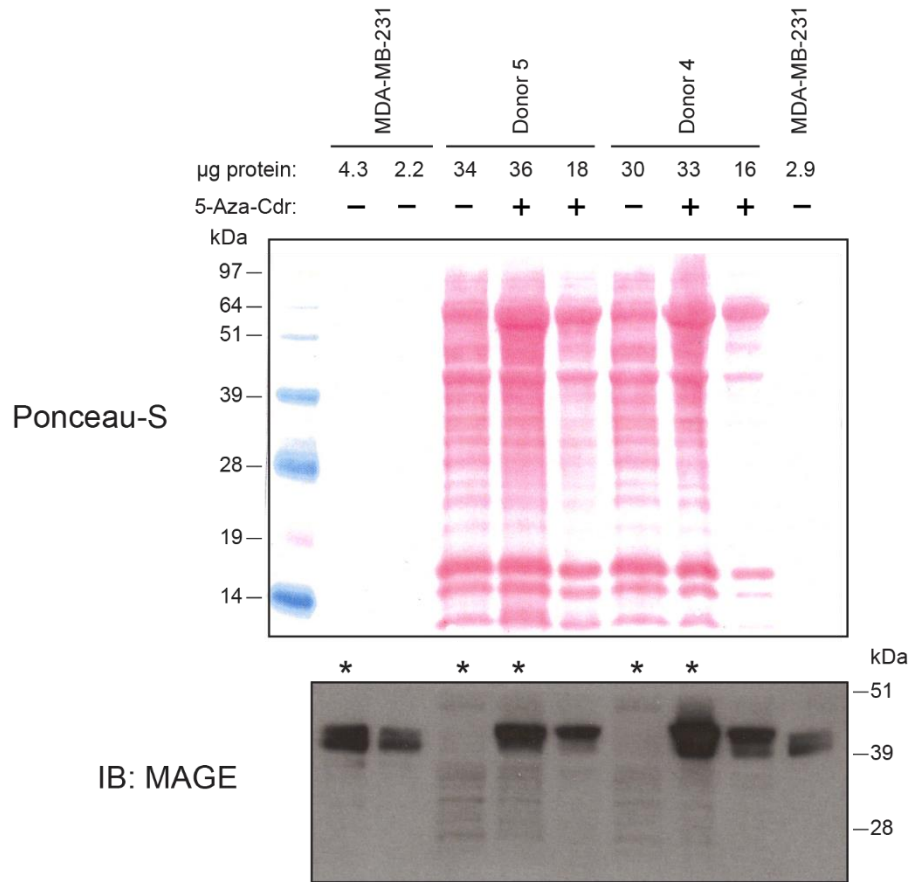 MDA-MB-231 Donor 5 Donor 4 MDA-MB-231
µg protein: 4.3 2.2 34 36 18 30 33 16 2.9
5-Aza-Cdr: − − − + + − + + −
kDa
97
64
51
39
28
19
14
Ponceau-S
* * * * *
kDa
51
39
28
IB: MAGE